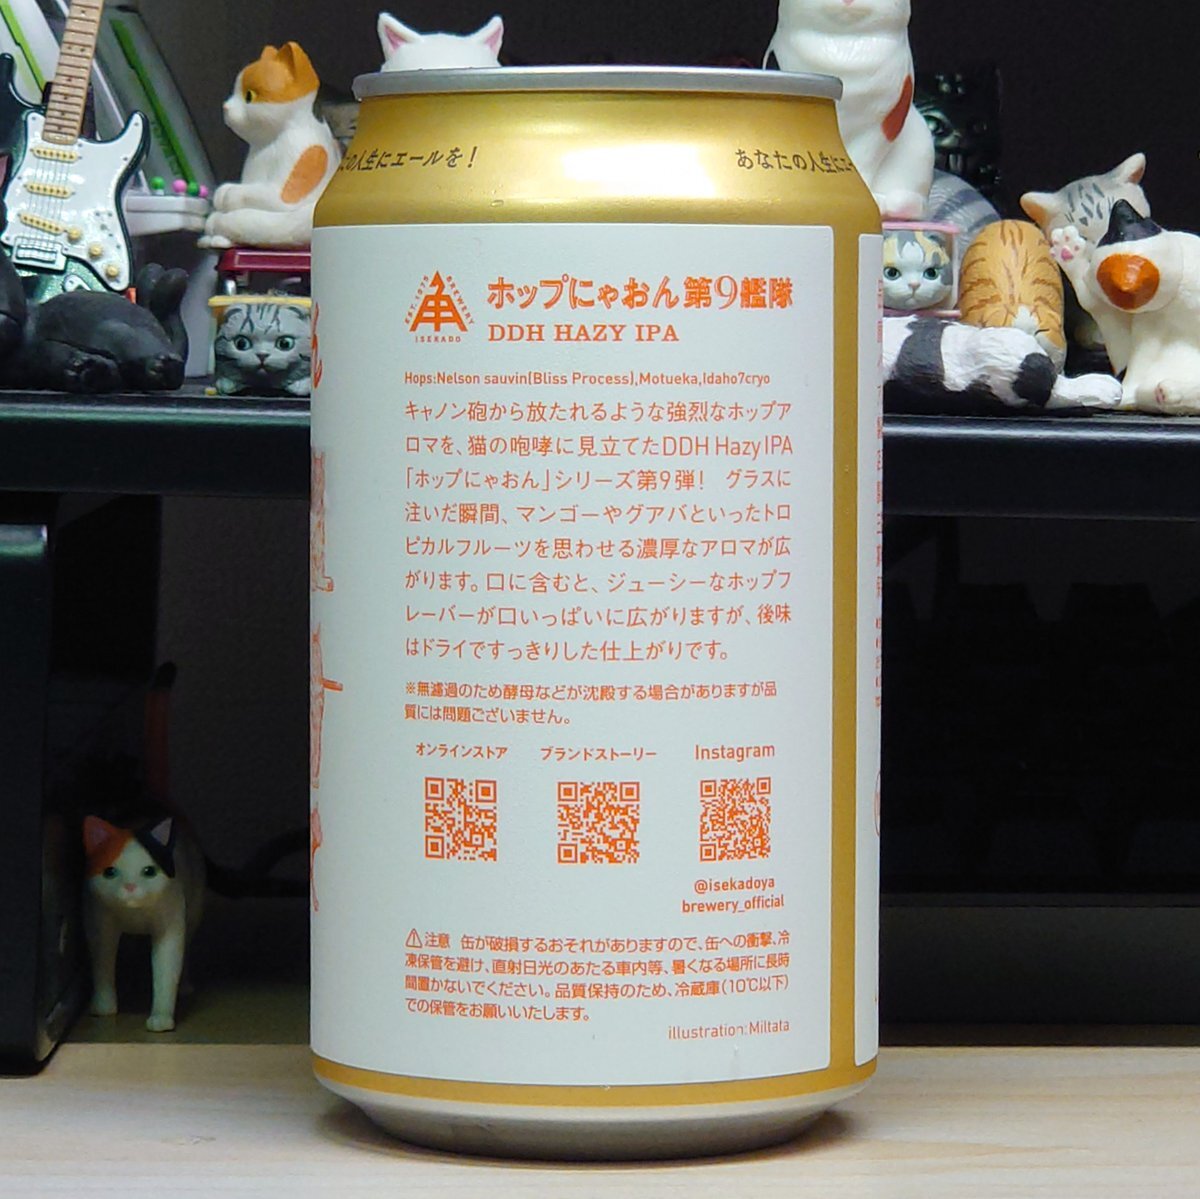 の人生にエールを！
あなたの人生にエー
EST.1975 BREWERY
ISEKADO
ホップにゃおん第9艦隊
DDH HAZY IPA
Hops:Nelson sauvin(Bliss Process),Motueka,Idaho7cryo
キャノン砲から放たれるような強烈なホップア
ロマを、猫の咆哮に見立てたDDH Hazy IPA
「ホップにゃおん」シリーズ第9弾！ グラスに
注いだ瞬間、マンゴーやグアバといったトロ
ピカルフルーツを思わせる濃厚なアロマが広
がります。口に含むと、ジューシーなホップフ
レーバーが口いっぱいに広がりますが、後味
はドライですっきりした仕上がりです。
※無濾過のため酵母などが沈殿する場合がありますが品
質には問題ございません。
オンラインストア ブランドストーリー Instagram
@isekadoya
brewery_official
⚠注意 缶が破損するおそれがありますので、缶への衝撃、冷
凍保管を避け、直射日光のあたる車内等、暑くなる場所に長時
間置かないでください。品質保持のため、冷蔵庫(10℃以下)
での保管をお願いいたします。
illustration:Miltata